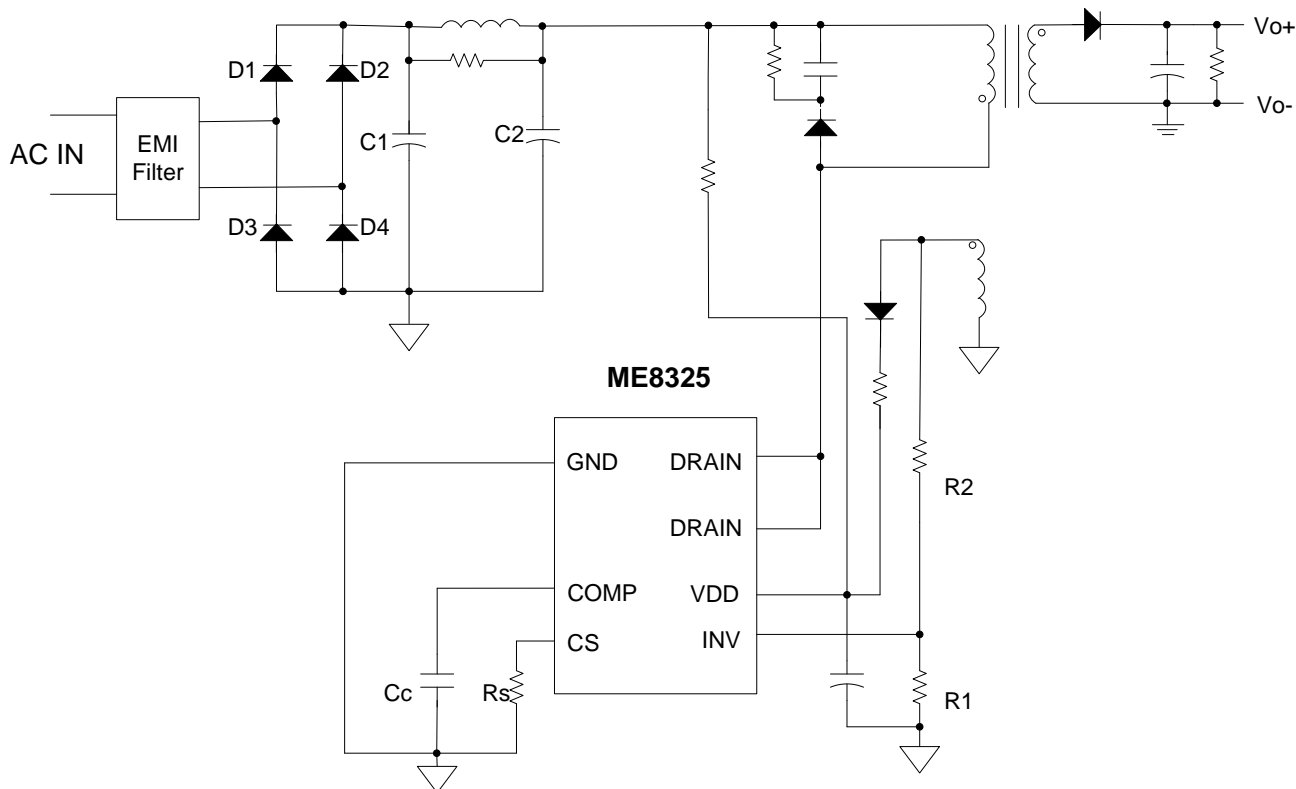 Vo+
D1
D2
C1
C2
Vo-
AC IN
EMI
Filter
D3
D4
ME8325
GND
DRAIN
R2
DRAIN
COMP
VDD
CS
INV
Cc
Rs
R1